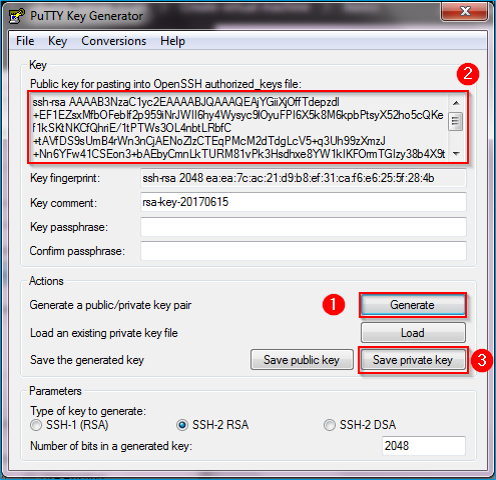 PuTTY Key Generator
File Key Conversions Help
Key
Public key for pasting into OpenSSH authorized_keys file:
2
ssh-rsa AAAAB3NzaC1yc2EAAAABJQAAAQEAjYGiiXjOffTdepzdI
+EF1EZsxMfbOFebIf2p959iNrJWIl6hy4Wysyc9lOyuFPI6X5k8M6kpbPtsyX52ho5cQKe
f1kSKtNKCfQhriE/1tPTWs3OL4nbtLRbfC
+tAVfDS9sUmB4rWn3nCjAENoZlzCTEqPMcM2dTdgLcV5+q3Uh99zXmzJ
+Nn6YFw41CSEon3+bAEbyCmnLkTURM81vPk3Hsdhxe8YW1kIKFOrmTGlzy38b4X9t
Key fingerprint: ssh-rsa 2048 ea:ea:7c:ac:21:d9:b8:ef:31:ca:f6:e6:25:5f:28:4b
Key comment: rsa-key-20170615
Key passphrase:
Confirm passphrase:
Actions
Generate a public/private key pair 1 Generate
Load an existing private key file Load
Save the generated key Save public key Save private key 3
Parameters
Type of key to generate:
SSH-1 (RSA) SSH-2 RSA SSH-2 DSA
Number of bits in a generated key: 2048